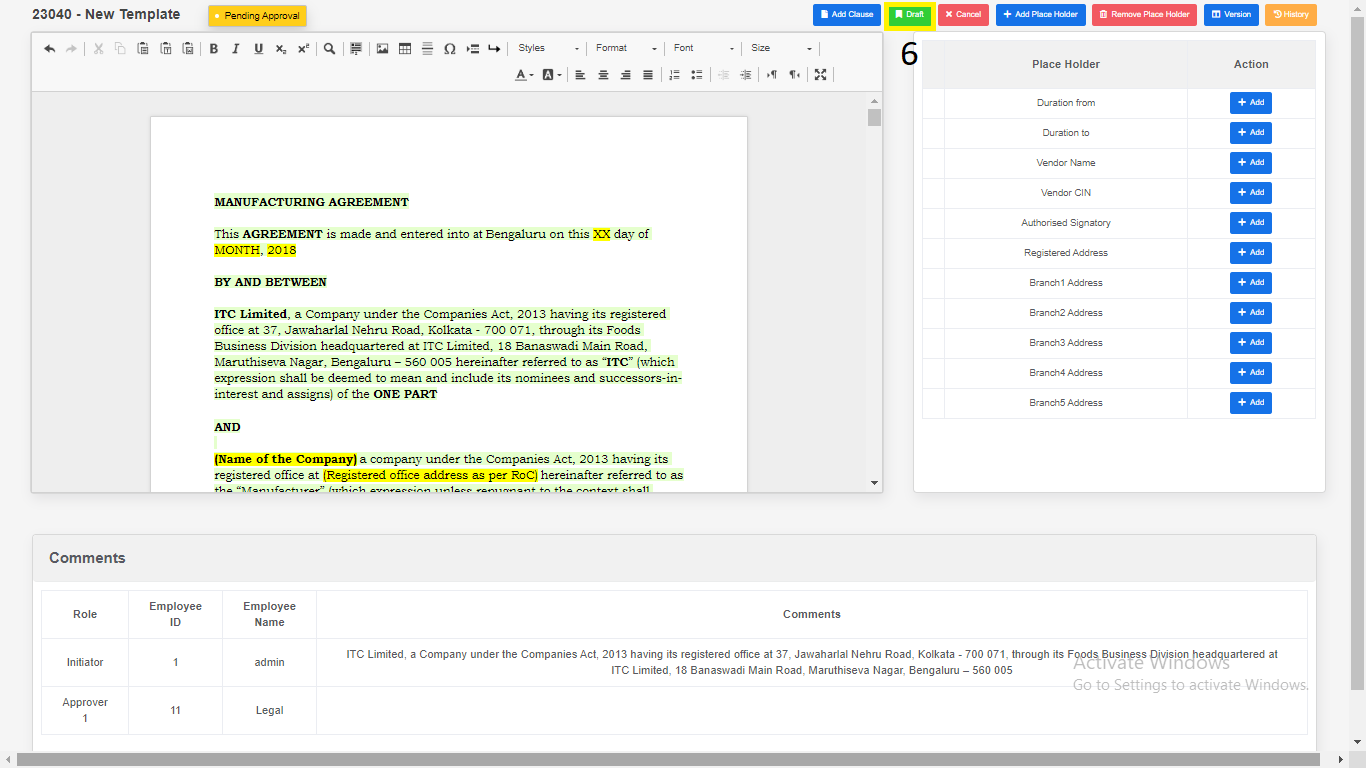 23040 - New Template
Pending Approval
Add Clause
Draft
Cancel
Add Place Holder
Remove Place Holder
Version
History
Styles
Format
Font
Size
6
MANUFACTURING AGREEMENT
This AGREEMENT is made and entered into at Bengaluru on this XX day of
MONTH, 2018
BY AND BETWEEN
ITC Limited, a Company under the Companies Act, 2013 having its registered
office at 37, Jawaharlal Nehru Road, Kolkata - 700 071, through its Foods
Business Division headquartered at ITC Limited, 18 Banaswadi Main Road,
Maruthiseva Nagar, Bengaluru – 560 005 hereinafter referred to as “ITC” (which
expression shall be deemed to mean and include its nominees and successors-in-
interest and assigns) of the ONE PART
AND
(Name of the Company) a company under the Companies Act, 2013 having its
registered office at (Registered office address as per RoC) hereinafter referred to as
the “Manufacturer” (which expression unless repugnant to the context shall
Place Holder Action
Duration from Add
Duration to Add
Vendor Name Add
Vendor CIN Add
Authorised Signatory Add
Registered Address Add
Branch1 Address Add
Branch2 Address Add
Branch3 Address Add
Branch4 Address Add
Branch5 Address Add
Comments
Role
Employee
ID
Employee
Name
Comments
Initiator
1
admin
ITC Limited, a Company under the Companies Act, 2013 having its registered office at 37, Jawaharlal Nehru Road, Kolkata - 700 071, through its Foods Business Division headquartered at
ITC Limited, 18 Banaswadi Main Road, Maruthiseva Nagar, Bengaluru – 560 005
Approver
1
11
Legal
Activate Windows
Go to Settings to activate Windows.